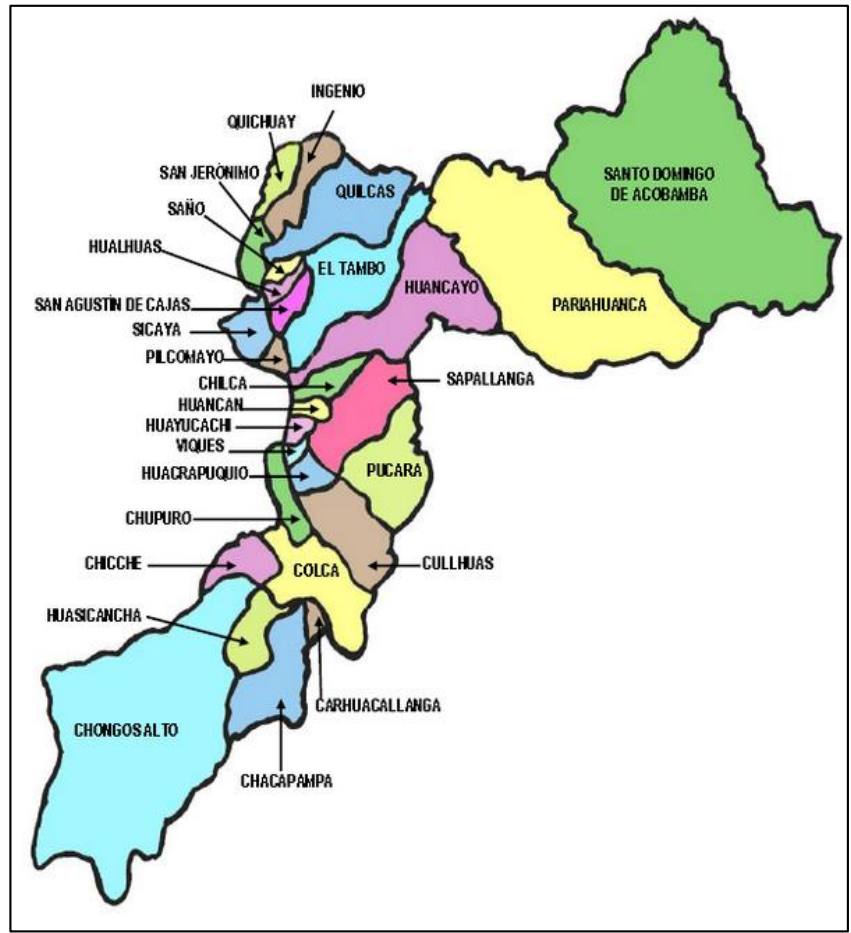 INGENIO
QUICHUAY
SAN JERÓNIMO
QUILCAS
SANTO DOMINGO
DE ACOBAMBA
SAÑO
HUALHUAS
EL TAMBO
HUANCAYO
SAN AGUSTÍN DE CAJAS
PARIAHUANCA
SICAYA
PILCOMAYO
SAPALLANGA
CHILCA
HUANCAN
HUAYUCACHI
VIQUES
PUCARA
HUACRAPUQUIO
CHUPURO
CHICCHE
CULLHUAS
COLCA
HUASICANCHA
CARHUACALLANGA
CHONGOS ALTO
CHACAPAMPA